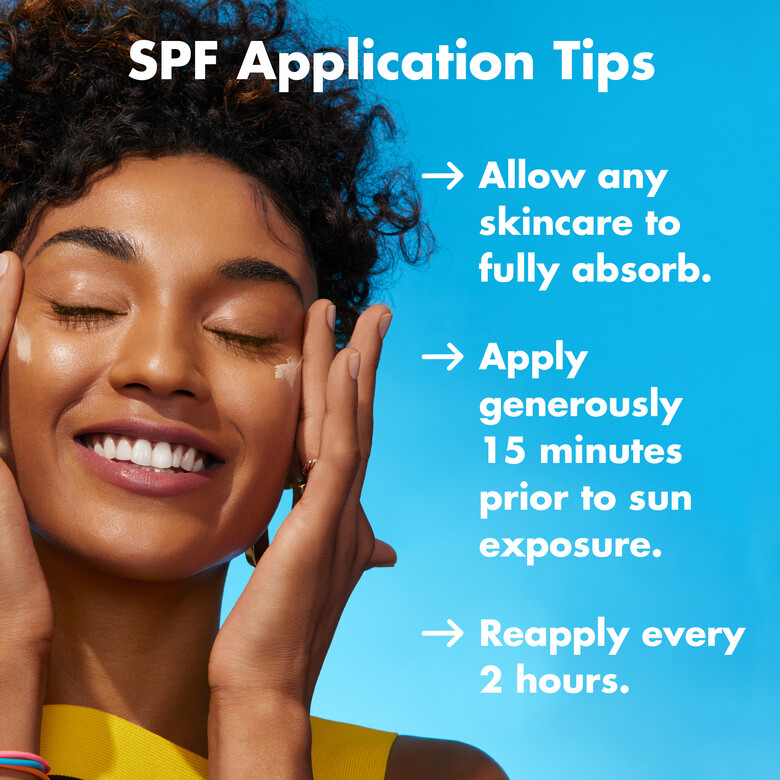 SPF Application Tips
→ Allow any
skincare to
fully absorb.
→ Apply
generously
15 minutes
prior to sun
exposure.
→ Reapply every
2 hours.